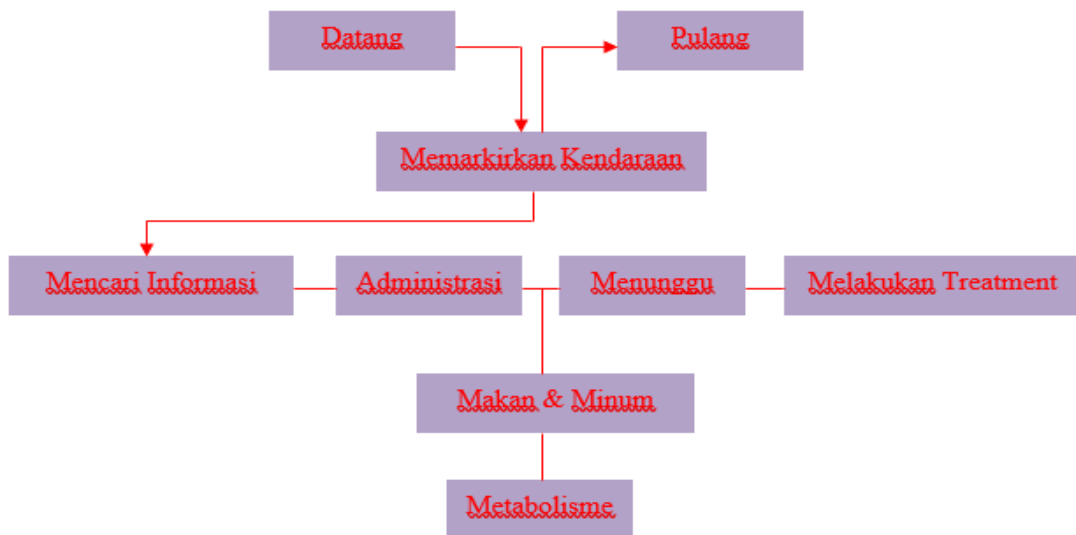 Datang
Pulang
Memarkirkan Kendaraan
Mencari Informasi
Administrasi
Menunggu
Melakukan Treatment
Makan & Minum
Metabolisme